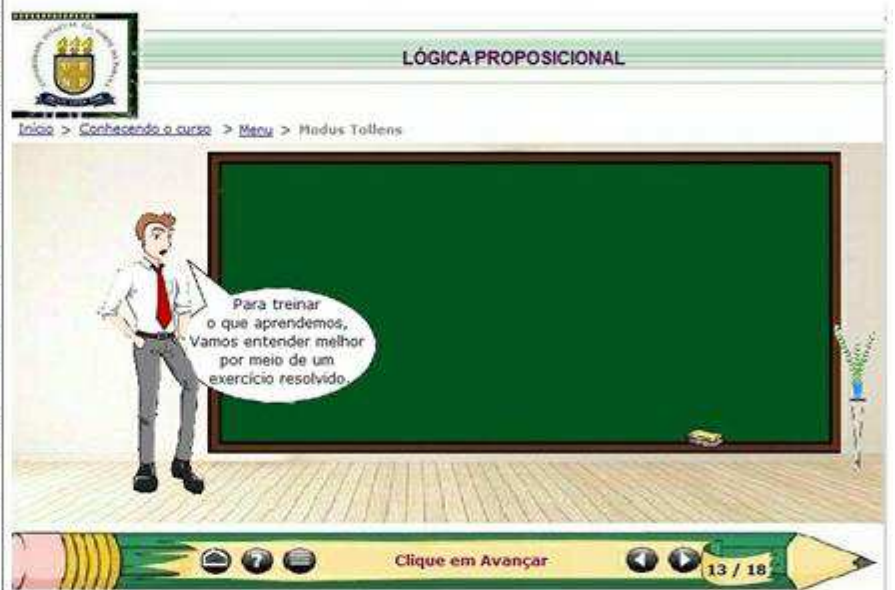 LÓGICA PROPOSICIONAL
Início > Conhecendo o curso > Menu > Modus Tollens
Para treinar
o que aprendemos,
Vamos entender melhor
por meio de um
exercício resolvido.
Clique em Avançar
13 / 18